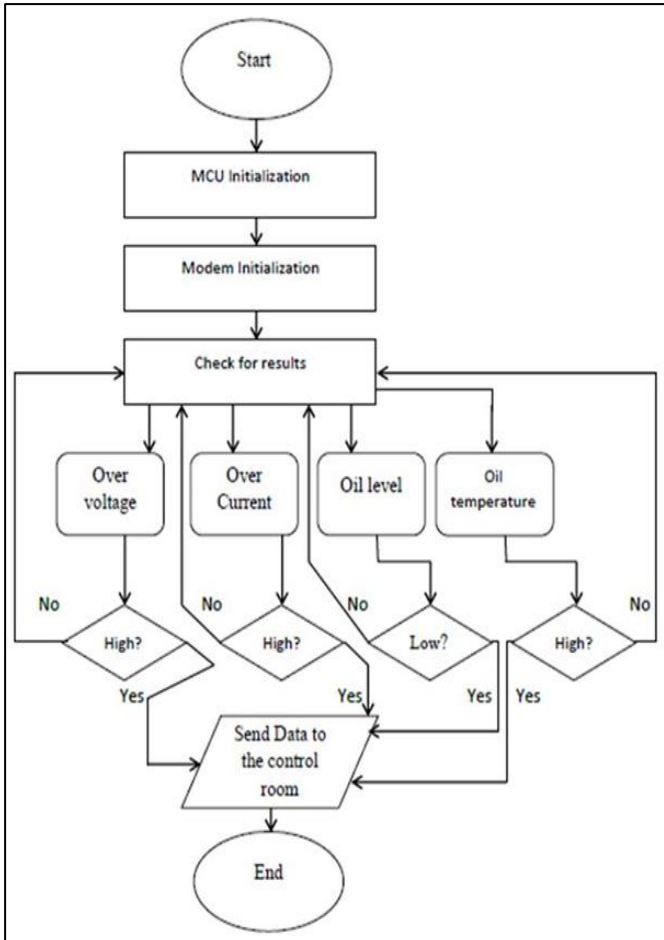 Start
MCU Initialization
Modem Initialization
Check for results
Over
voltage
Over
Current
Oil level
Oil
temperature
No
No
No
No
High?
High?
Low?
High?
Yes
Yes
Yes
Yes
Send Data to
the control
room
End